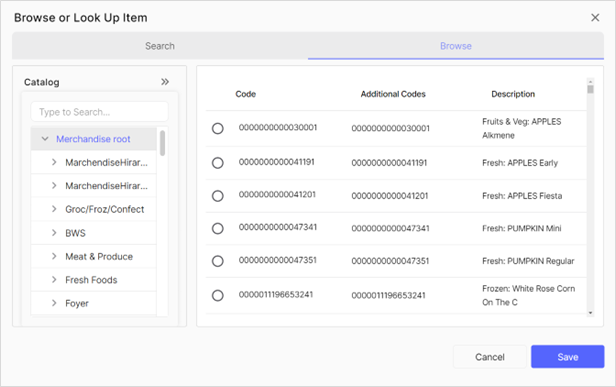 Browse or Look Up Item
Search
Browse
Catalog
Type to Search...
Merchandise root
MarchendiseHirar...
MarchendiseHirar...
Groc/Froz/Confect
BWS
Meat & Produce
Fresh Foods
Foyer
Code Additional Codes Description
0000000000030001 0000000000030001 Fruits & Veg: APPLES
Alkmene
0000000000041191 0000000000041191 Fresh: APPLES Early
0000000000041201 0000000000041201 Fresh: APPLES Fiesta
0000000000047341 0000000000047341 Fresh: PUMPKIN Mini
0000000000047351 0000000000047351 Fresh: PUMPKIN Regular
0000011196653241 0000011196653241 Frozen: White Rose Corn
On The C
Cancel
Save